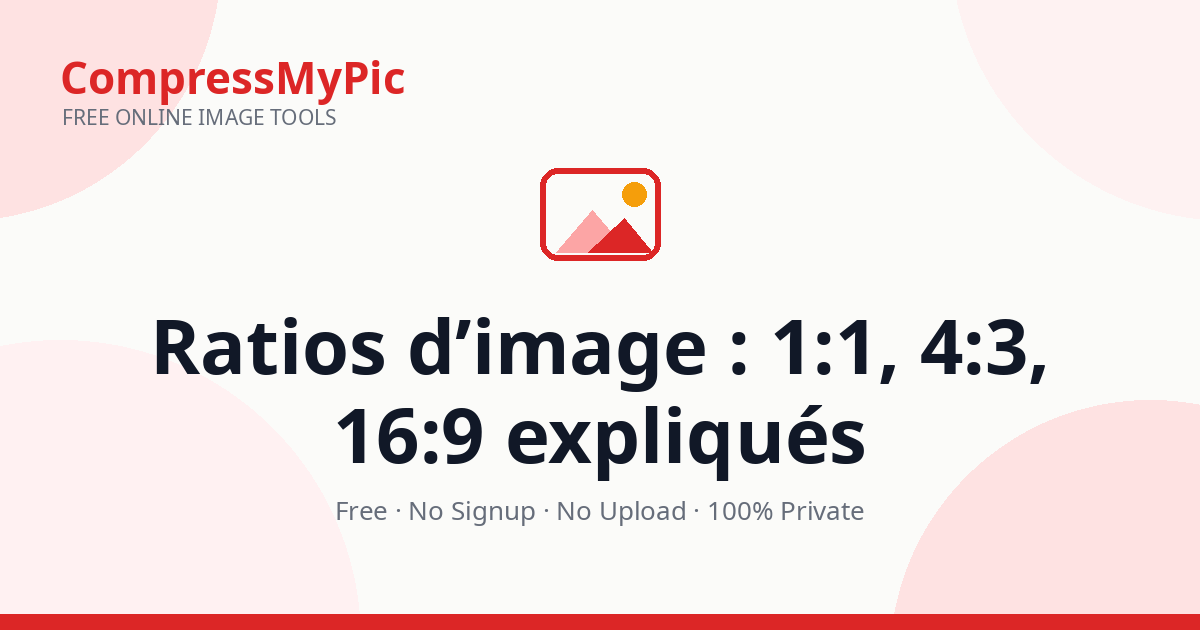 CompressMyPic
FREE ONLINE IMAGE TOOLS
Ratios d’image : 1:1, 4:3,
16:9 expliqués
Free · No Signup · No Upload · 100% Private